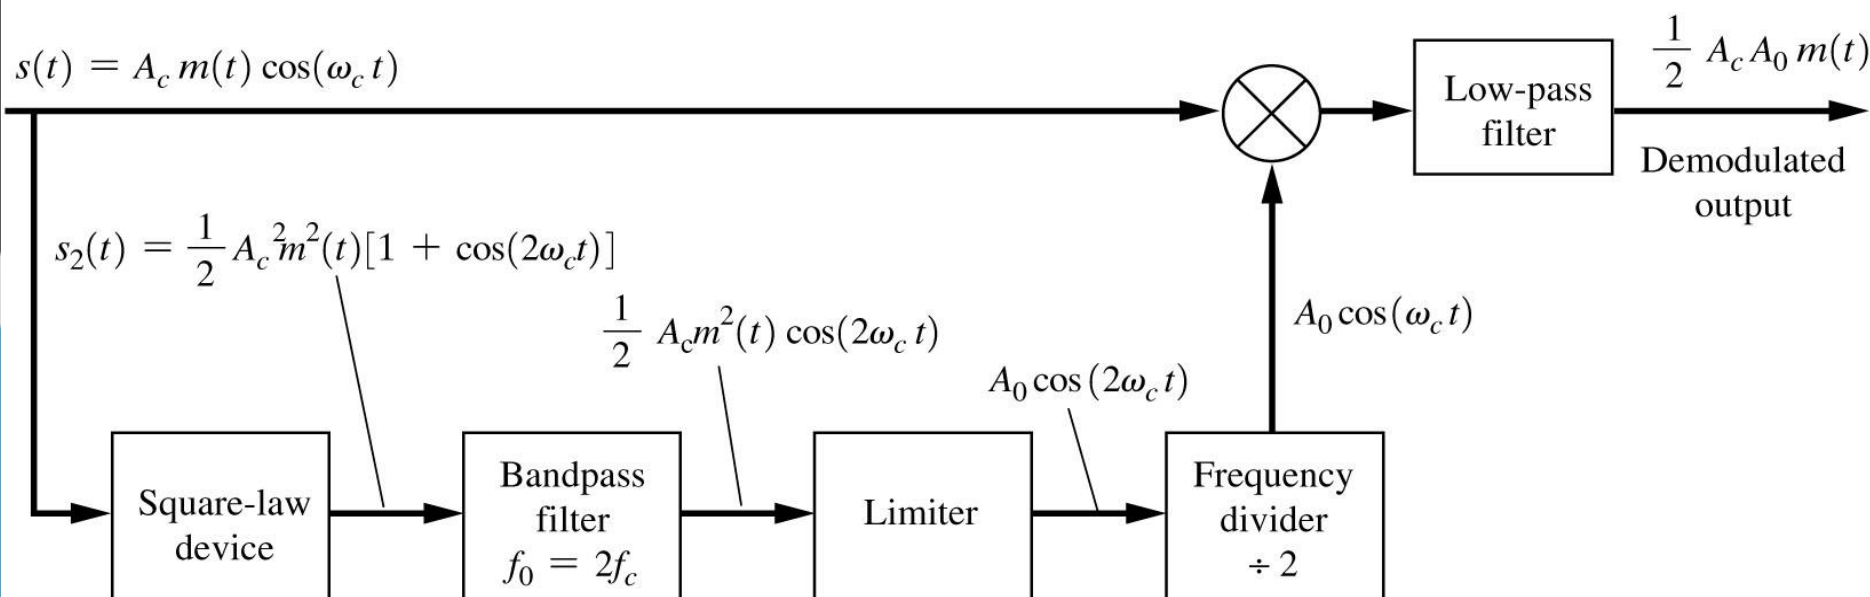 s(t) = A_c m(t) cos(ω_c t)
1/2 A_c A_0 m(t)
Low-pass
filter
Demodulated
output
s_2(t) = 1/2 A_c^2 m^2(t)[1 + cos(2ω_c t)]
1/2 A_c m^2(t) cos(2ω_c t)
A_0 cos(ω_c t)
A_0 cos(2ω_c t)
Square-law
device
Bandpass
filter
f_0 = 2f_c
Limiter
Frequency
divider
÷ 2